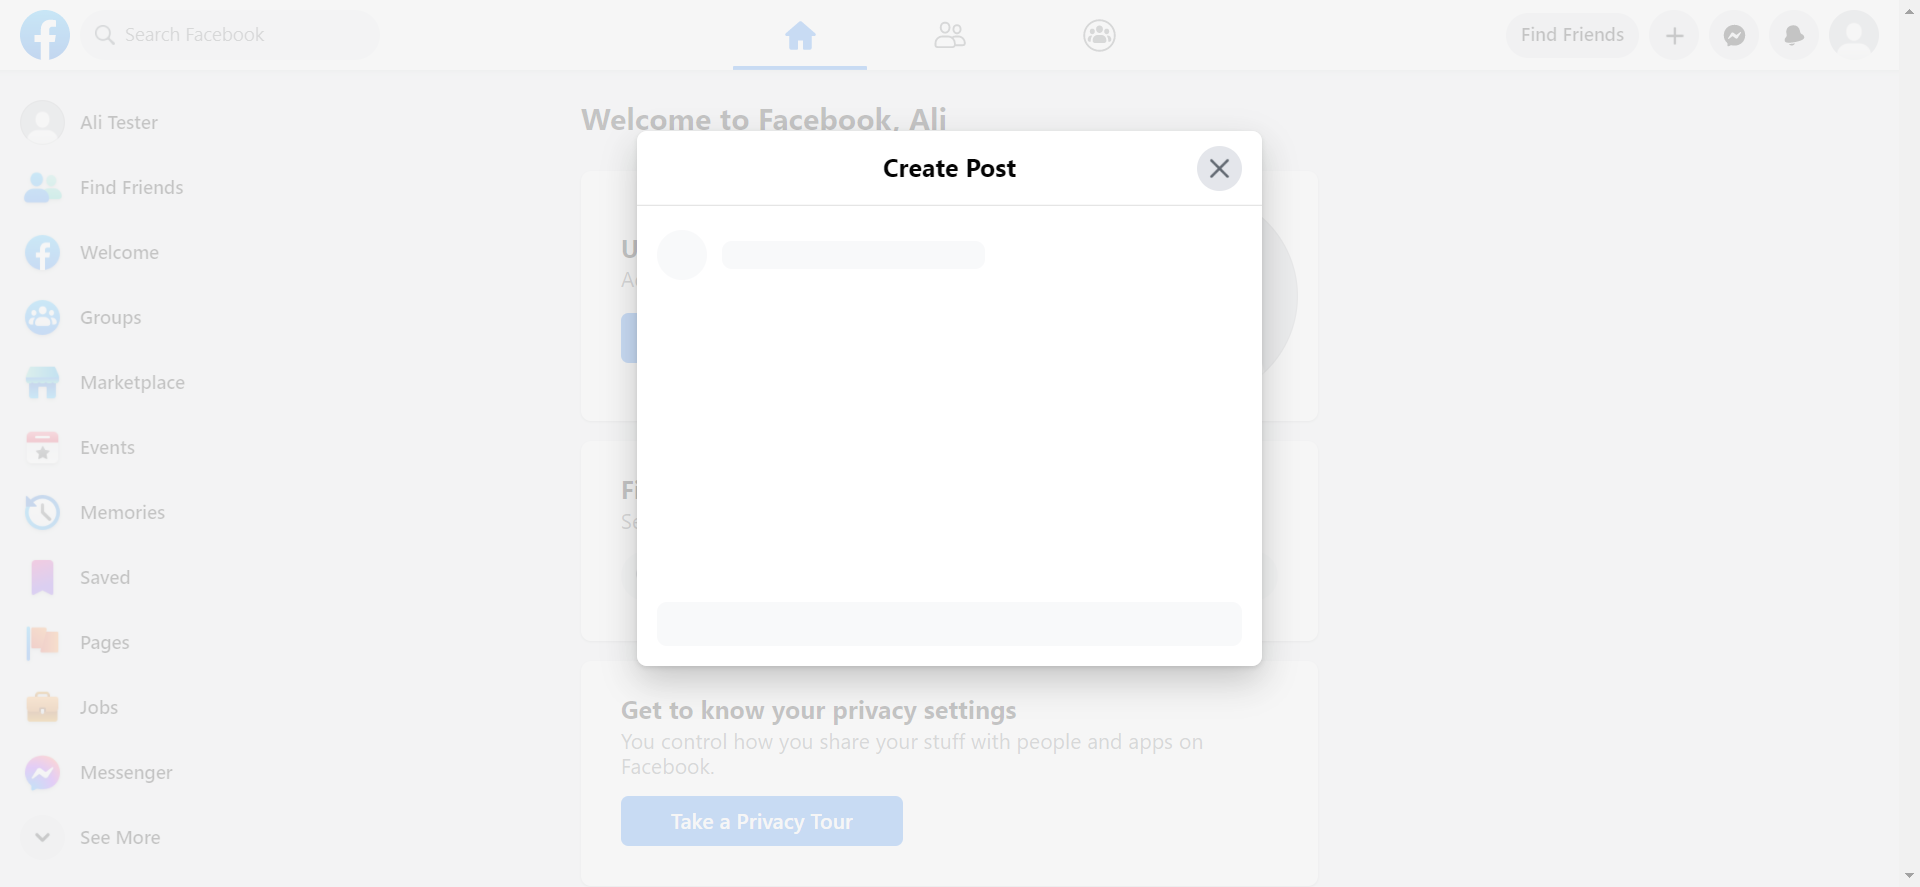 Search Facebook
Find Friends
Ali Tester
Find Friends
Welcome
Groups
Marketplace
Events
Memories
Saved
Pages
Jobs
Messenger
See More
Welcome to Facebook, Ali
Create Post
Get to know your privacy settings
You control how you share your stuff with people and apps on
Facebook.
Take a Privacy Tour